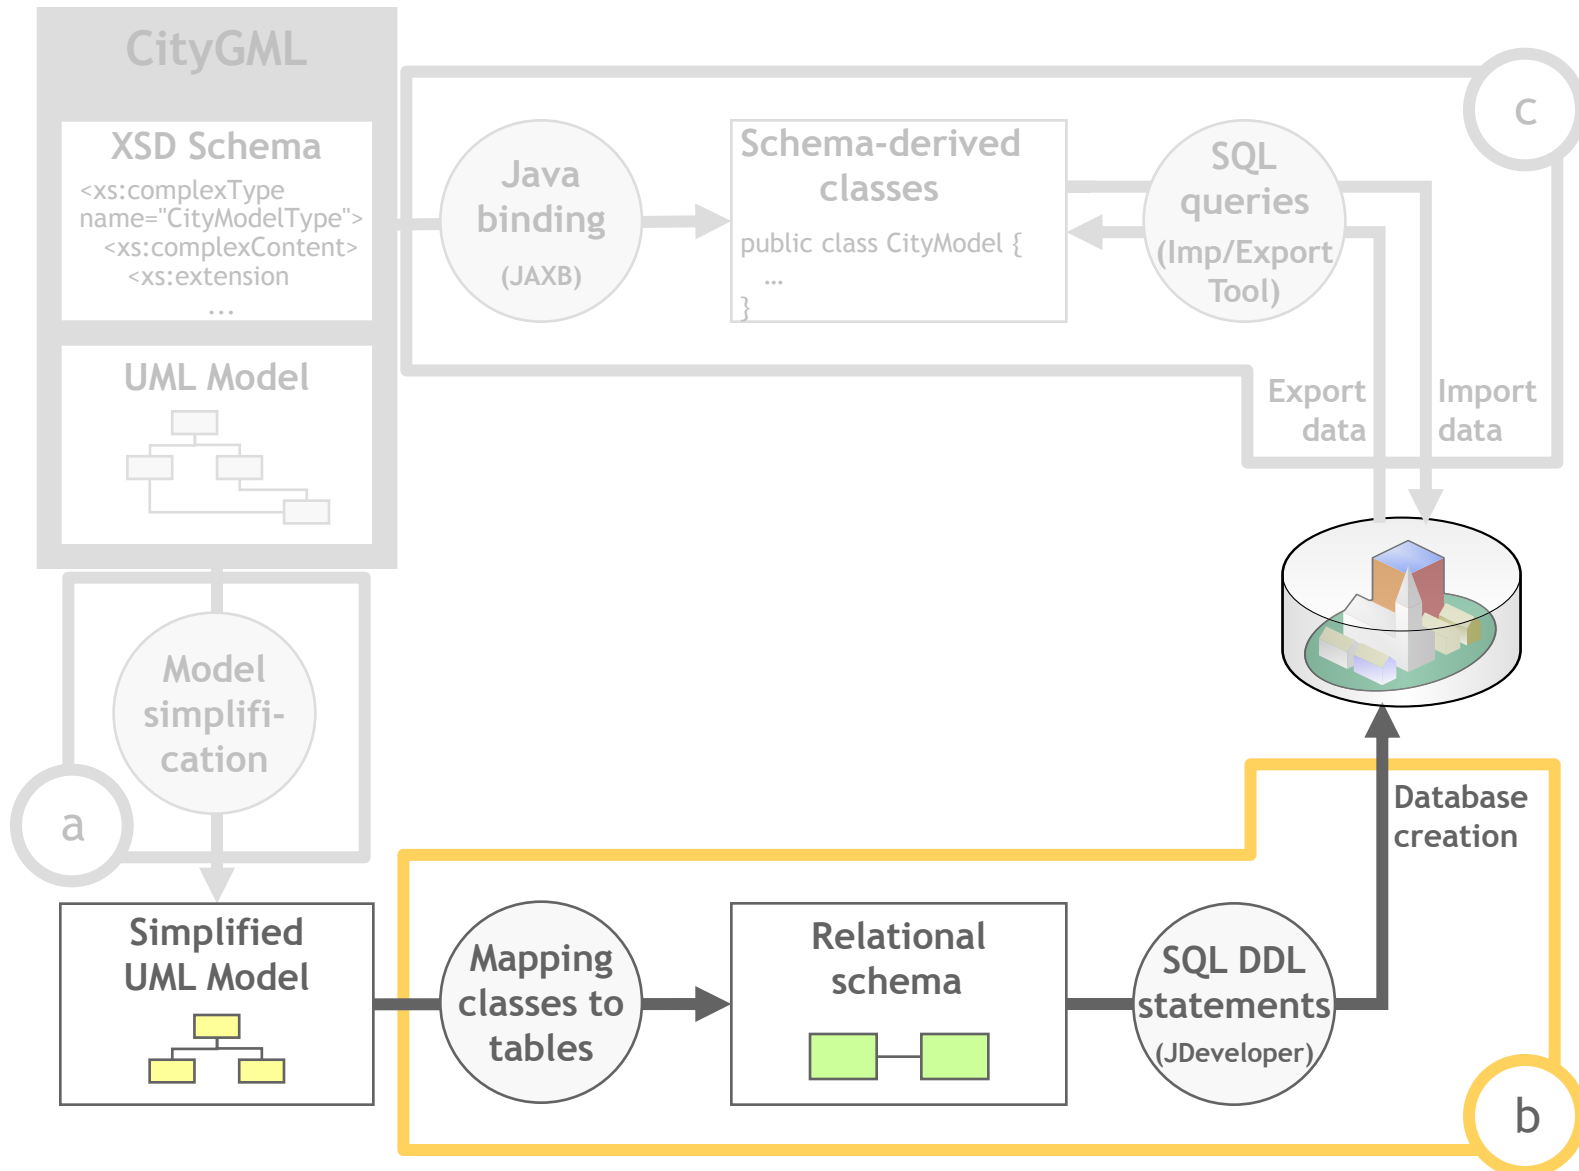 CityGML
XSD Schema
<xs:complexType
name="CityModelType">
<xs:complexContent>
<xs:extension
...
UML Model
Java
binding
(JAXB)
Schema-derived
classes
public class CityModel {
...
}
SQL
queries
(Imp/Export
Tool)
c
Export
data
Import
data
Model
simplifi-
cation
a
Simplified
UML Model
Mapping
classes to
tables
Relational
schema
SQL DDL
statements
(JDeveloper)
Database
creation
b